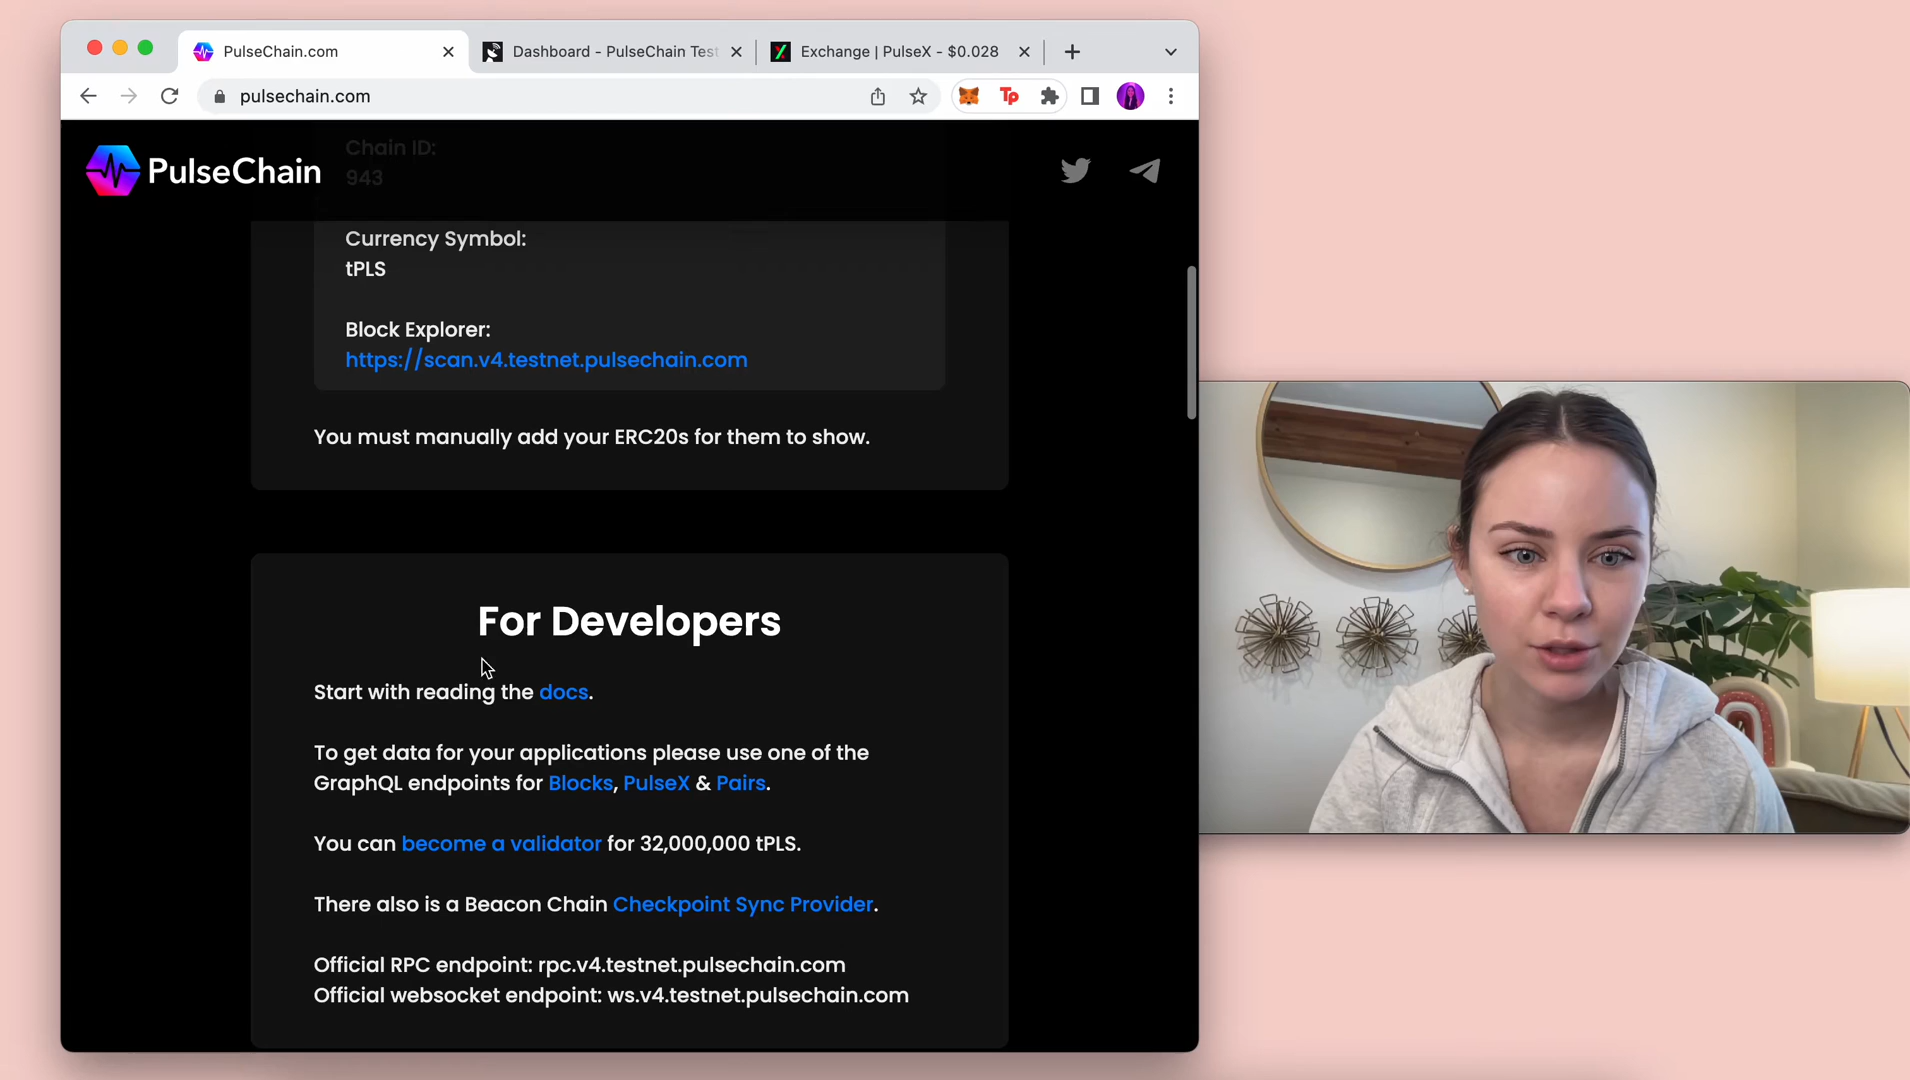 PulseChain.com
Dashboard - PulseChain Test
Exchange | PulseX - $0.028
pulsechain.com
Tp
PulseChain
Chain ID:
943
Currency Symbol:
tPLS
Block Explorer:
https://scan.v4.testnet.pulsechain.com
You must manually add your ERC20s for them to show.
For Developers
Start with reading the docs.
To get data for your applications please use one of the
GraphQL endpoints for Blocks, PulseX & Pairs.
You can become a validator for 32,000,000 tPLS.
There also is a Beacon Chain Checkpoint Sync Provider.
Official RPC endpoint: rpc.v4.testnet.pulsechain.com
Official websocket endpoint: ws.v4.testnet.pulsechain.com